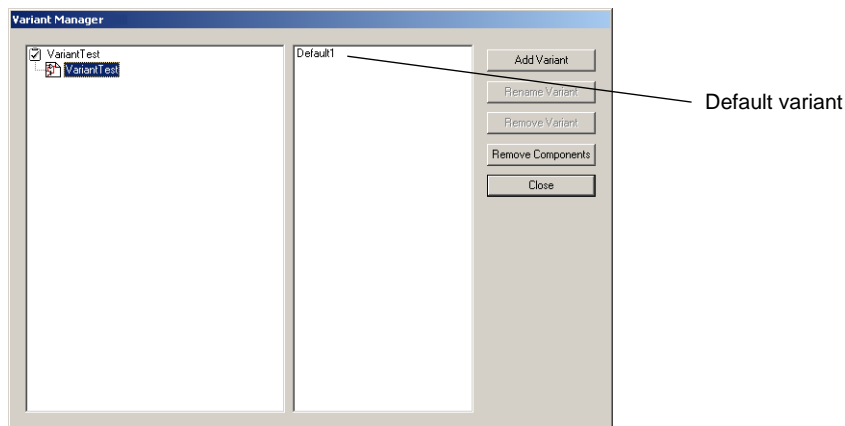 Variant Manager
VariantTest
VariantTest
Default1
Add Variant
Rename Variant
Remove Variant
Remove Components
Close
Default variant